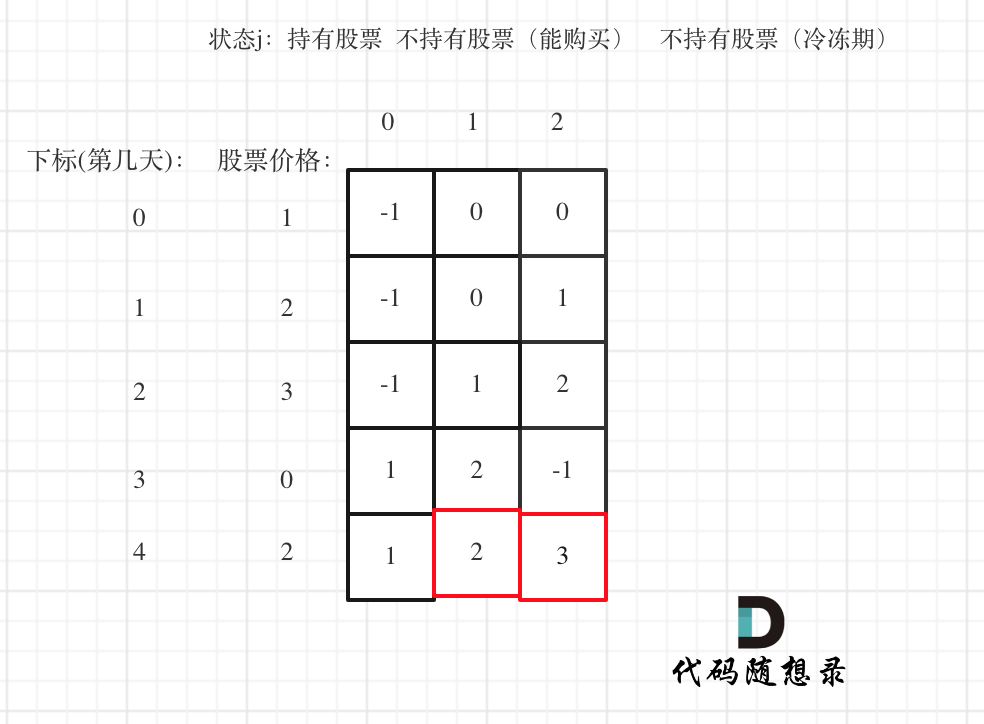 状态j：持有股票 不持有股票（能购买） 不持有股票（冷冻期）
0 1 2
下标(第几天)： 股票价格：
0 1 -1 0 0
1 2 -1 0 1
2 3 -1 1 2
3 0 1 2 -1
4 2 1 2 3
代码随想录